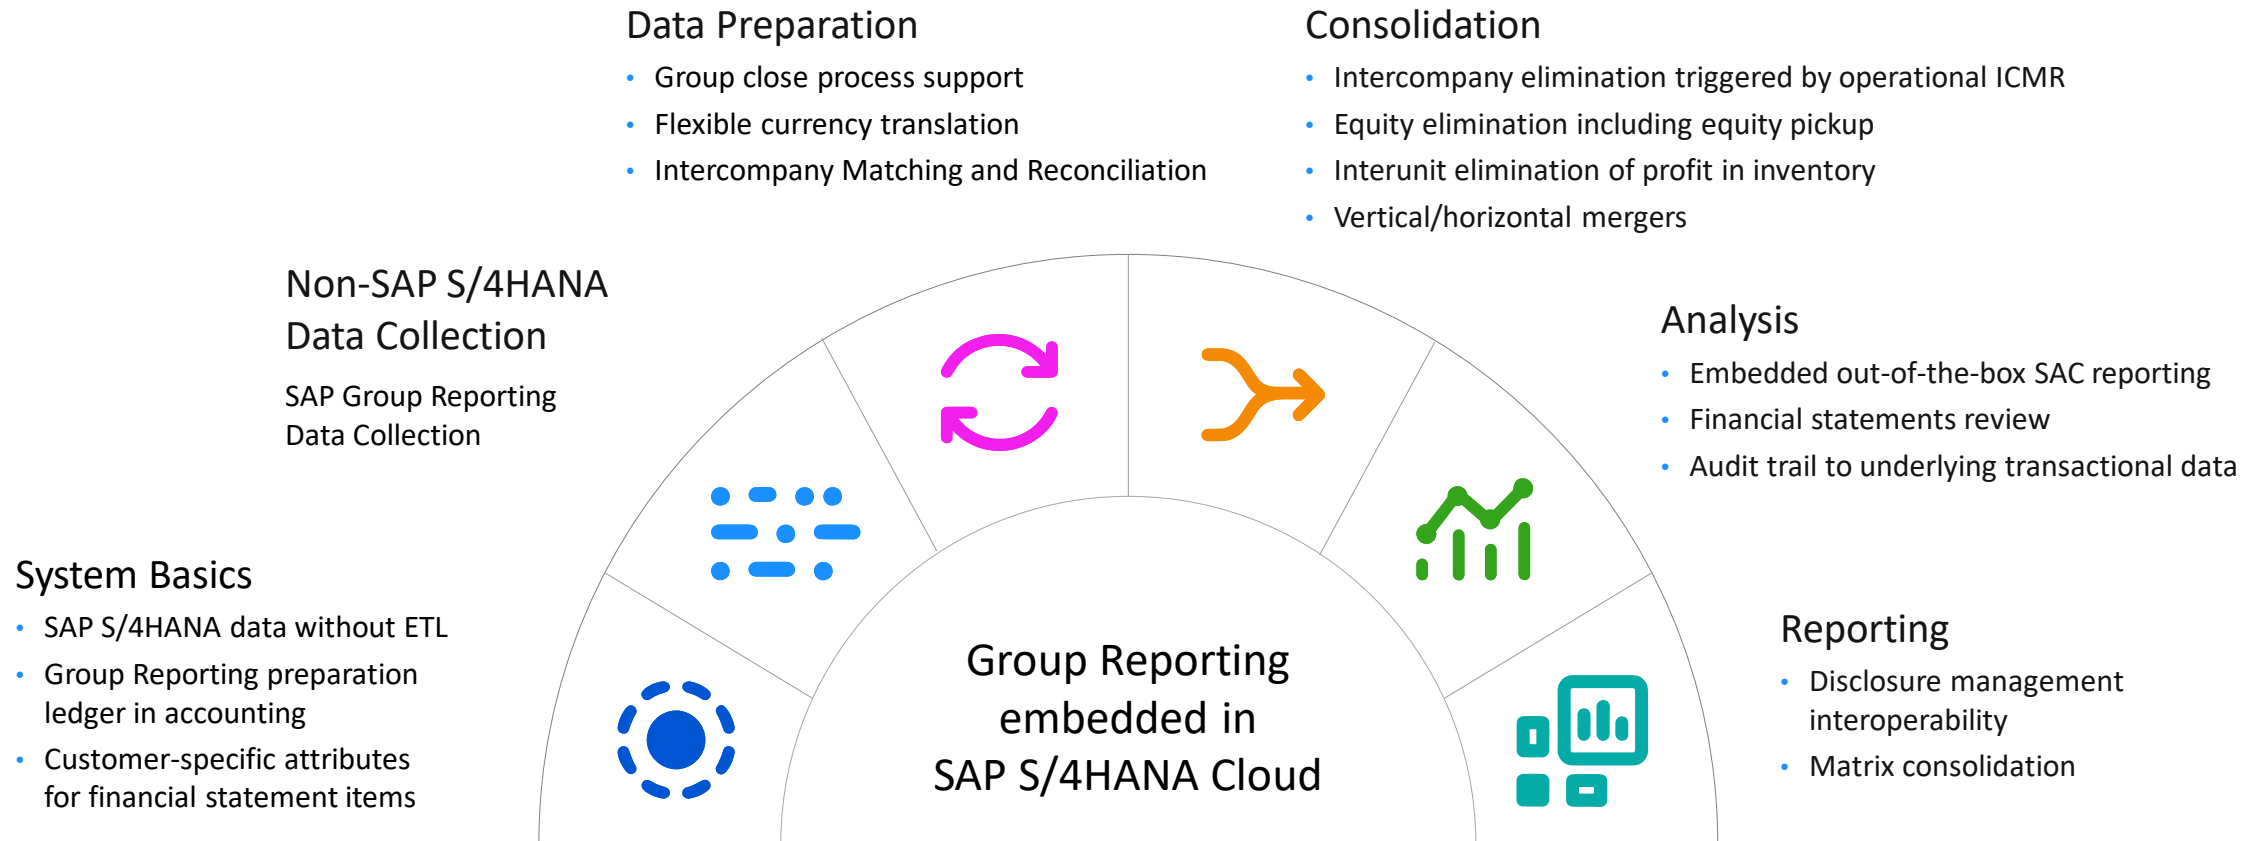 Data Preparation
• Group close process support
• Flexible currency translation
• Intercompany Matching and Reconciliation
Consolidation
• Intercompany elimination triggered by operational ICMR
• Equity elimination including equity pickup
• Interunit elimination of profit in inventory
• Vertical/horizontal mergers
Non-SAP S/4HANA
Data Collection
SAP Group Reporting
Data Collection
Analysis
• Embedded out-of-the-box SAC reporting
• Financial statements review
• Audit trail to underlying transactional data
System Basics
• SAP S/4HANA data without ETL
• Group Reporting preparation
ledger in accounting
• Customer-specific attributes
for financial statement items
Group Reporting
embedded in
SAP S/4HANA Cloud
Reporting
• Disclosure management
interoperability
• Matrix consolidation